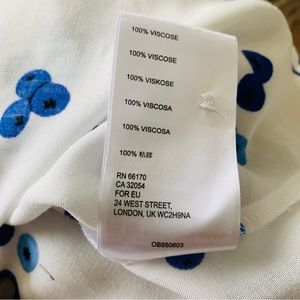 100% VISCOSE
100% VISCOSE
100% VISKOSE
100% VISCOSA
100% VISCOSA
100% 粘膠
RN 66170
CA 32054
FOR EU
24 WEST STREET,
LONDON, UK WC2H9NA
OB950603